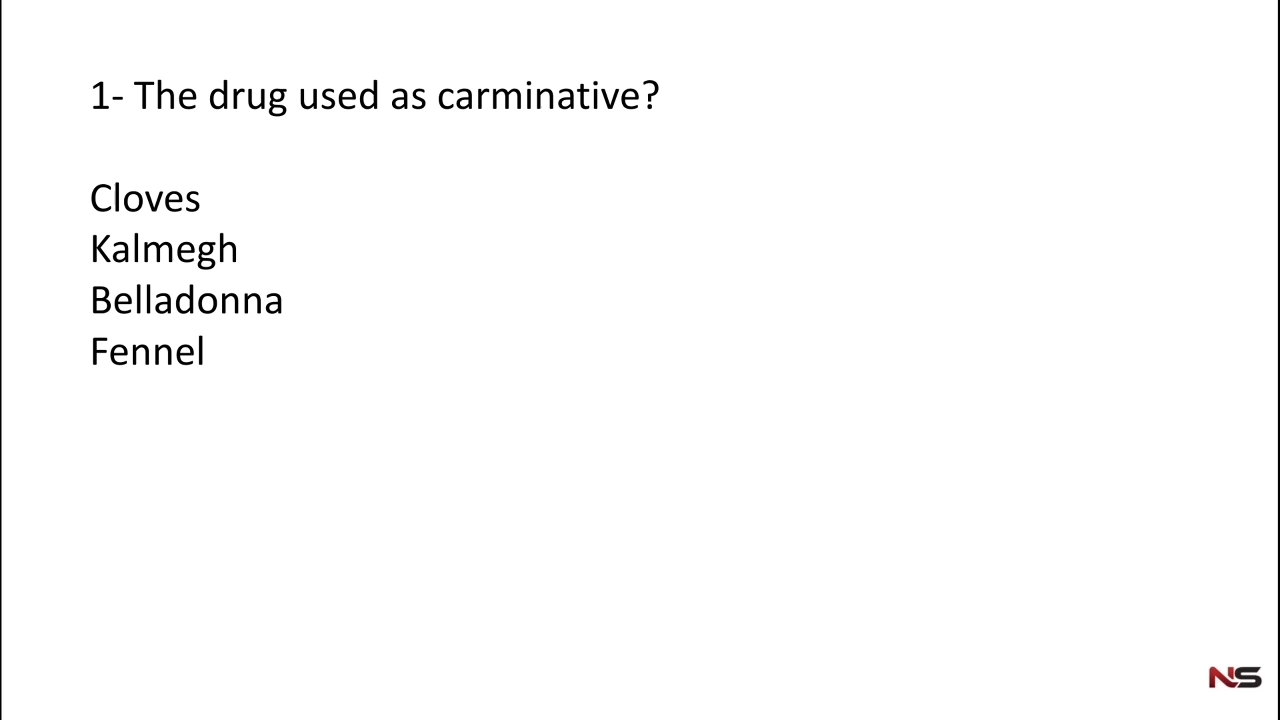 1- The drug used as carminative?
Cloves
Kalmegh
Belladonna
Fennel
NS